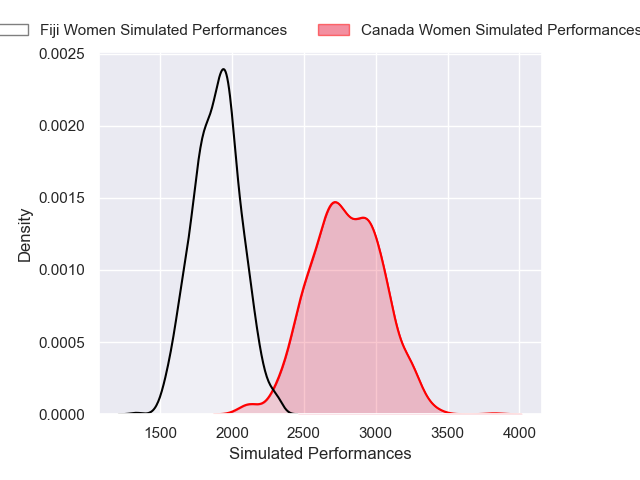 Fiji Women Simulated Performances
Canada Women Simulated Performances
0.0025
0.0020
0.0015
0.0010
0.0005
0.0000
Density
1500 2000 2500 3000 3500 4000
Simulated Performances